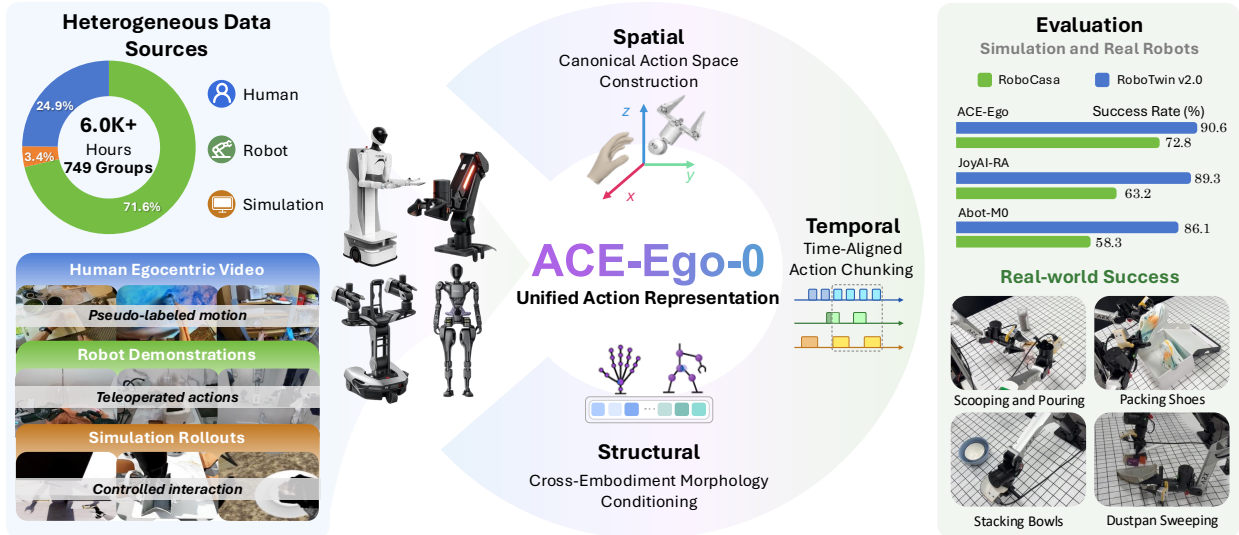 Heterogeneous Data
Sources
24.9%
3.4%
71.6%
6.0K+
Hours
749 Groups
Human
Robot
Simulation
Human Egocentric Video
Pseudo-labeled motion
Robot Demonstrations
Teleoperated actions
Simulation Rollouts
Controlled interaction
Spatial
Canonical Action Space
Construction
z
y
x
ACE-Ego-0
Unified Action Representation
Temporal
Time-Aligned
Action Chunking
...
Structural
Cross-Embodiment Morphology
Conditioning
Evaluation
Simulation and Real Robots
RoboCasa
RoboTwin v2.0
ACE-Ego
Success Rate (%)
90.6
72.8
JoyAI-RA
89.3
63.2
Abot-M0
86.1
58.3
Real-world Success
Scooping and Pouring
Packing Shoes
Stacking Bowls
Dustpan Sweeping